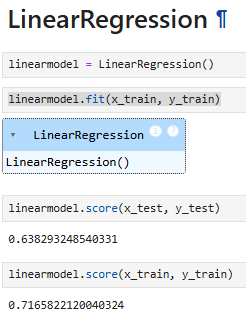 LinearRegression ¶
linearmodel = LinearRegression()
linearmodel.fit(x_train, y_train)
▾ LinearRegression i ?
LinearRegression()
linearmodel.score(x_test, y_test)
0.638293248540331
linearmodel.score(x_train, y_train)
0.7165822120040324